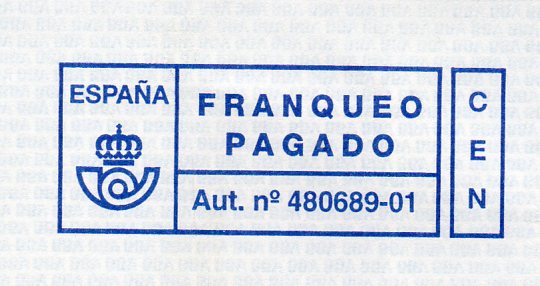 ESPAÑA
FRANQUEO
PAGADO
Aut. nº 480689-01
C
E
N